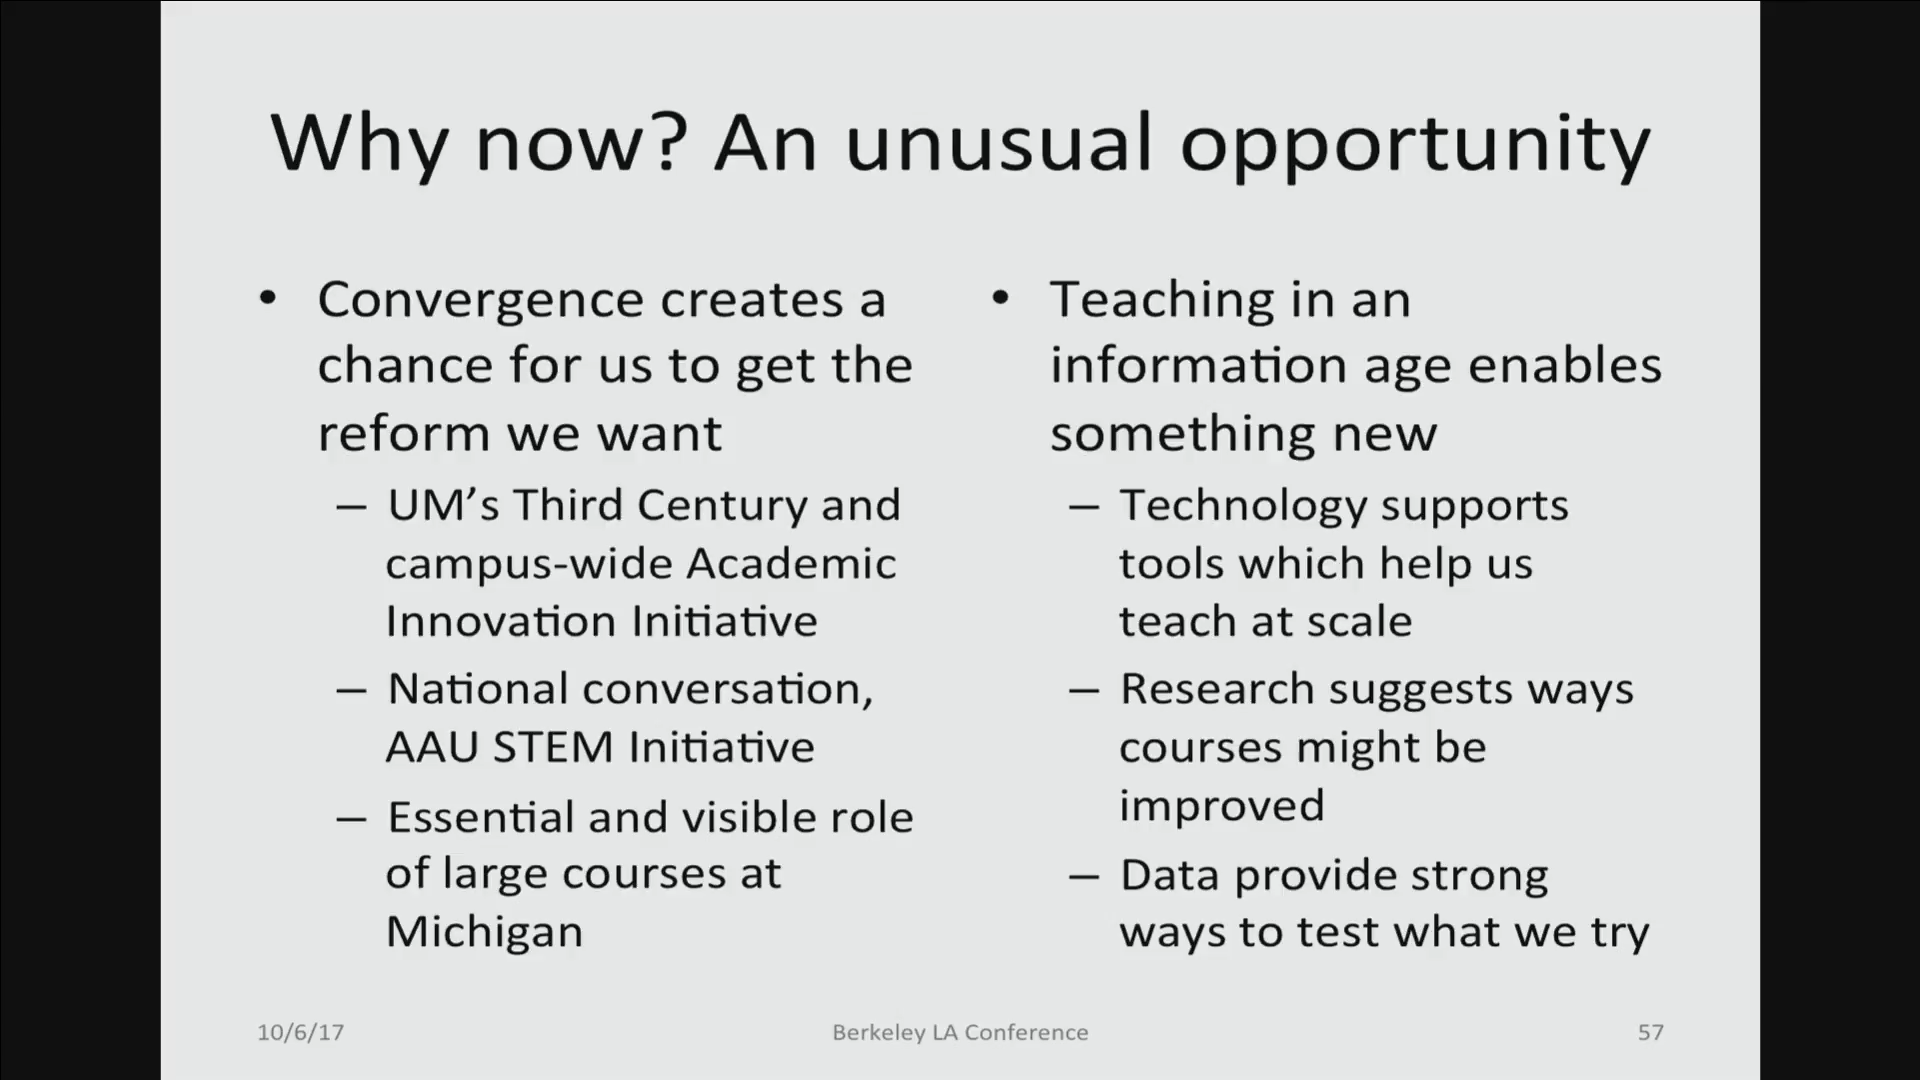 Why now? An unusual opportunity
• Convergence creates a
chance for us to get the
reform we want
– UM’s Third Century and
campus-wide Academic
Innovation Initiative
– National conversation,
AAU STEM Initiative
– Essential and visible role
of large courses at
Michigan
• Teaching in an
information age enables
something new
– Technology supports
tools which help us
teach at scale
– Research suggests ways
courses might be
improved
– Data provide strong
ways to test what we try
10/6/17
Berkeley LA Conference
57